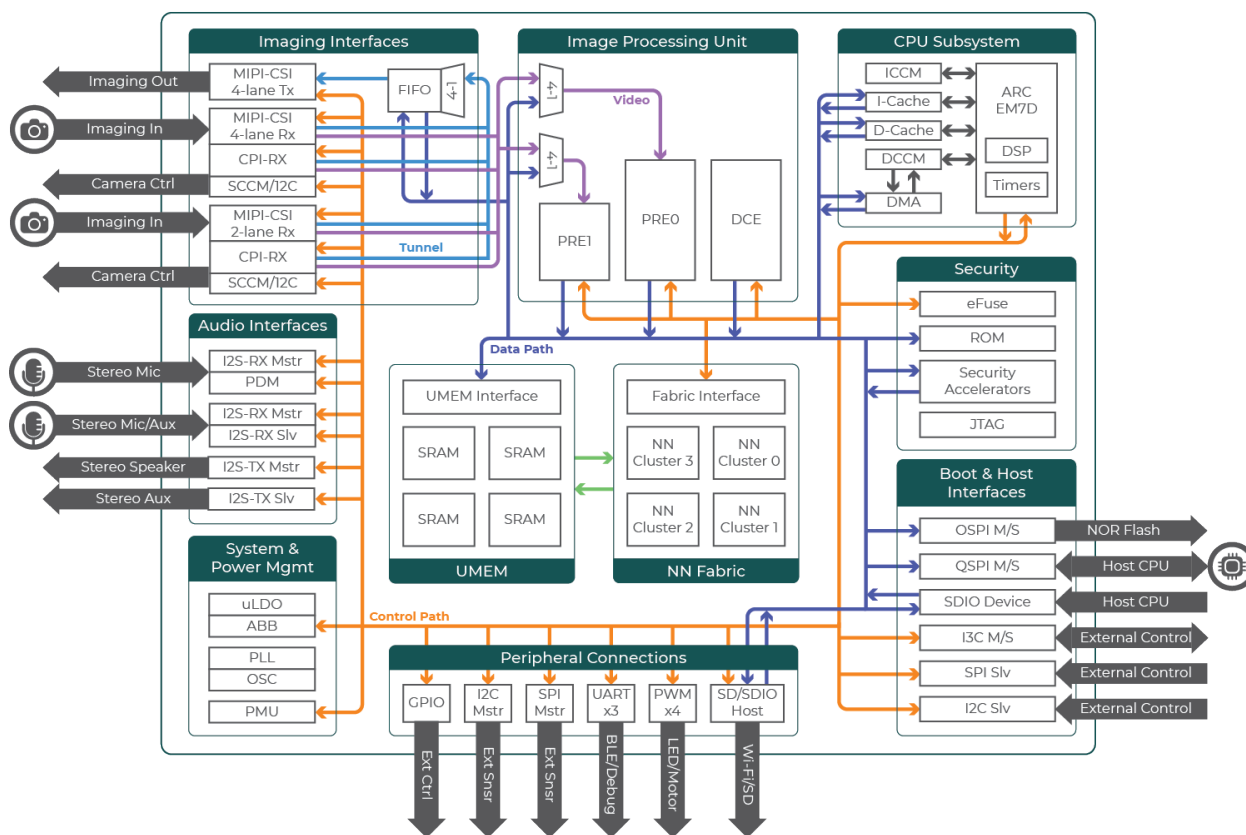 Imaging Interfaces
Imaging Out
MIPI-CSI
4-lane Tx
FIFO
4-1
Imaging In
MIPI-CSI
4-lane Rx
CPI-RX
Camera Ctrl
SCCM/12C
Imaging In
MIPI-CSI
2-lane Rx
CPI-RX
Tunnel
Camera Ctrl
SCCM/I2C
Image Processing Unit
4-1
Video
4-1
PRE1
PRE0
DCE
CPU Subsystem
ICCM
I-Cache
D-Cache
DCCM
DMA
ARC
EM7D
DSP
Timers
Security
eFuse
ROM
Security
Accelerators
JTAG
Audio Interfaces
Stereo Mic
I2S-RX Mstr
PDM
Stereo Mic/Aux
I2S-RX Mstr
I2S-RX Slv
Stereo Speaker
I2S-TX Mstr
Stereo Aux
I2S-TX Slv
Data Path
UMEM Interface
SRAM
SRAM
SRAM
SRAM
UMEM
Fabric Interface
NN
Cluster 3
NN
Cluster 0
NN
Cluster 2
NN
Cluster 1
NN Fabric
Boot & Host
Interfaces
OSPI M/S
NOR Flash
QSPI M/S
Host CPU
SDIO Device
Host CPU
I3C M/S
External Control
SPI Slv
External Control
I2C Slv
External Control
System &
Power Mgmt
uLDO
ABB
PLL
OSC
PMU
Control Path
Peripheral Connections
GPIO
I2C
Mstr
SPI
Mstr
UART
x3
PWM
x4
SD/SDIO
Host
Ext Ctrl
Ext Snsr
Ext Snsr
BLE/Debug
LED/Motor
Wi-Fi/SD